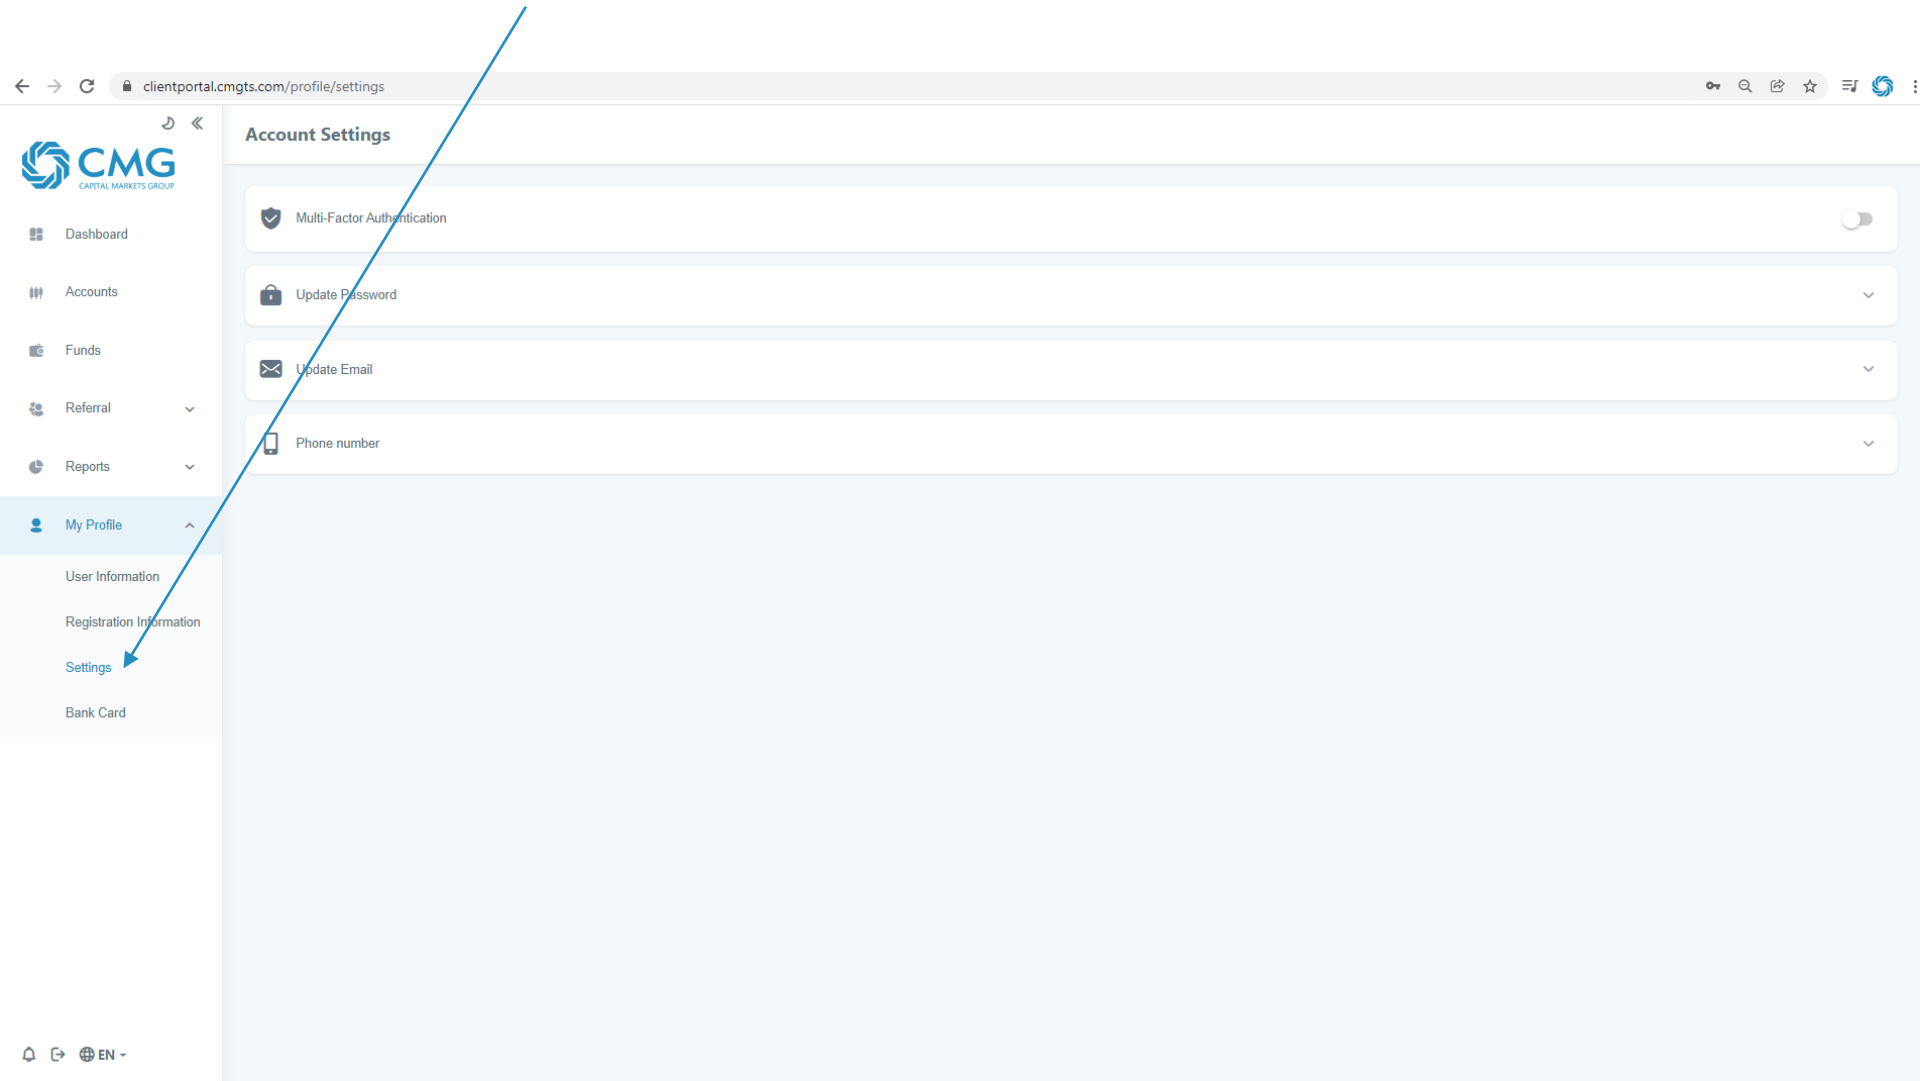 clientportal.cmgts.com/profile/settings
CMG
CAPITAL MARKETS GROUP
Dashboard
Accounts
Funds
Referral
Reports
My Profile
User Information
Registration Information
Settings
Bank Card
EN
Account Settings
Multi-Factor Authentication
Update Password
Update Email
Phone number